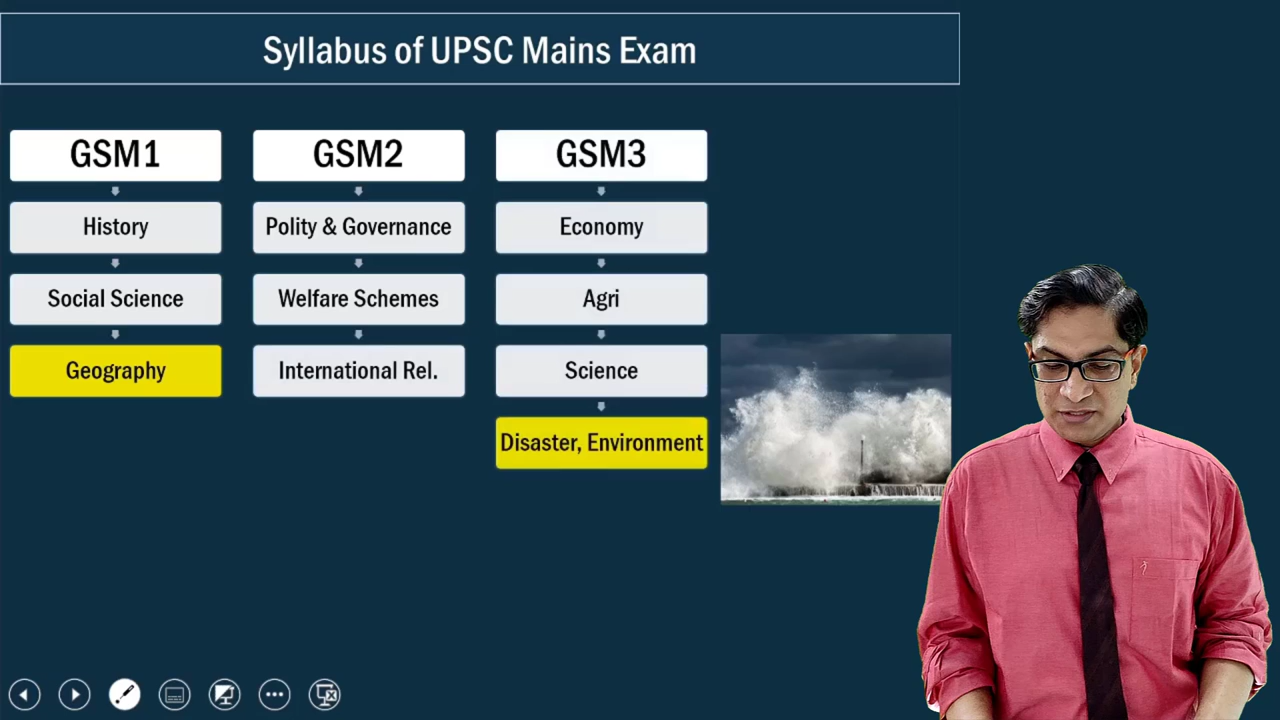 Syllabus of UPSC Mains Exam
GSM1
History
Social Science
Geography
GSM2
Polity & Governance
Welfare Schemes
International Rel.
GSM3
Economy
Agri
Science
Disaster, Environment